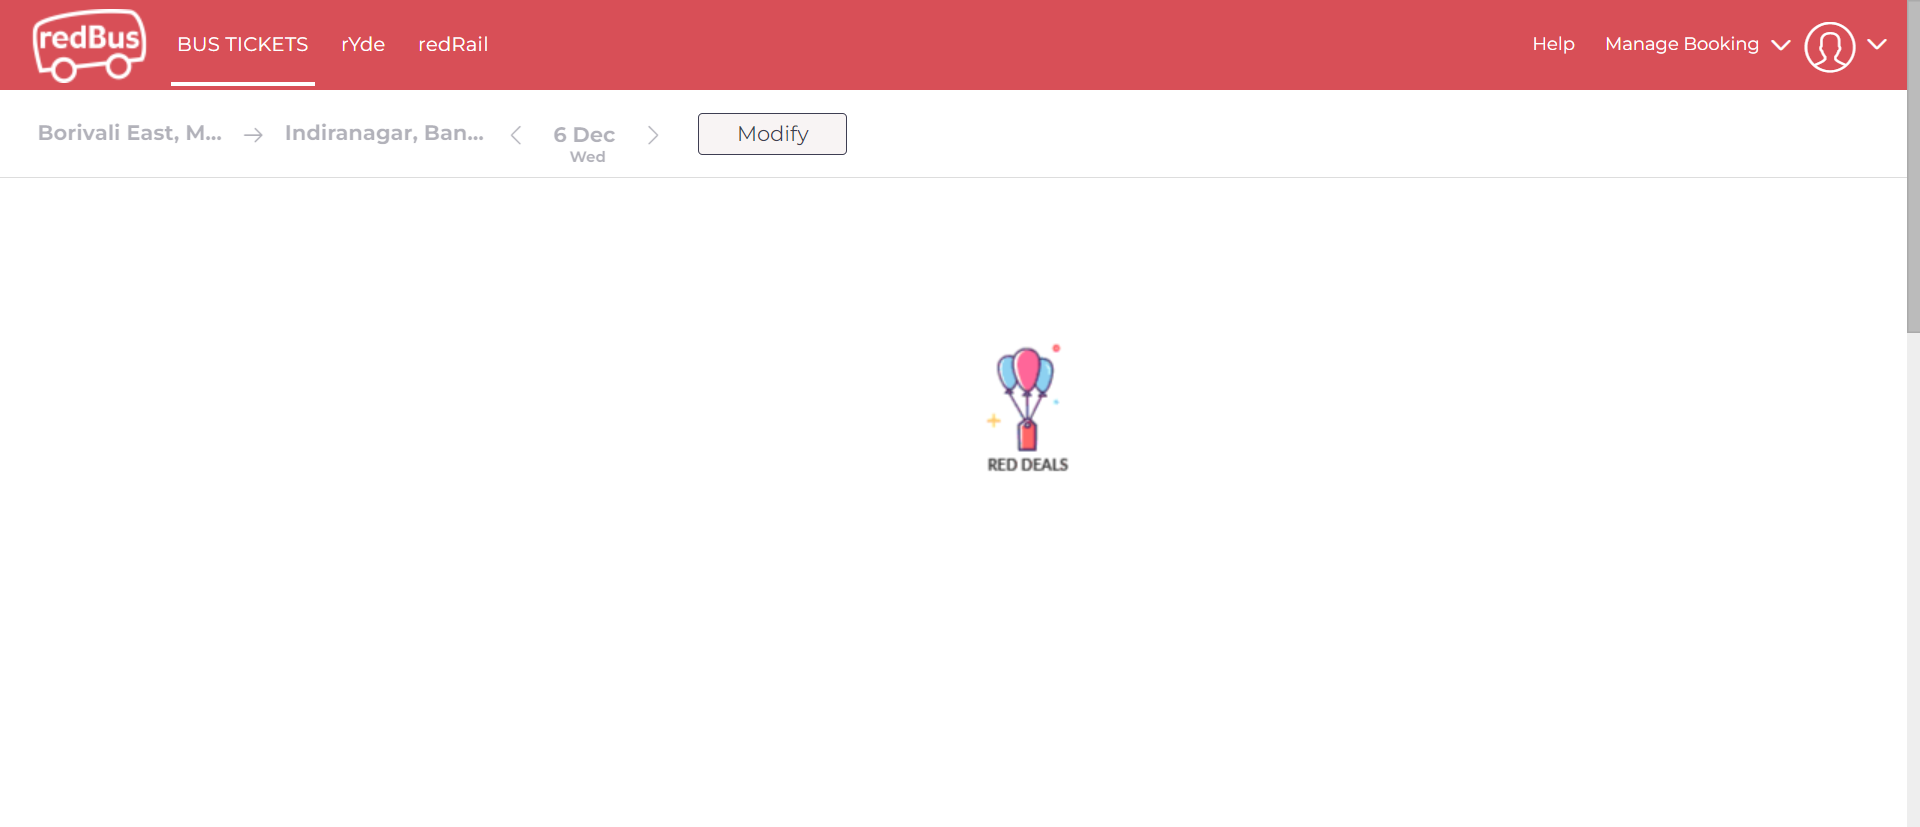 redBus
BUS TICKETS
rYde
redRail
Help
Manage Booking
Borivali East, M...
Indiranagar, Ban...
6 Dec
Wed
Modify
RED DEALS